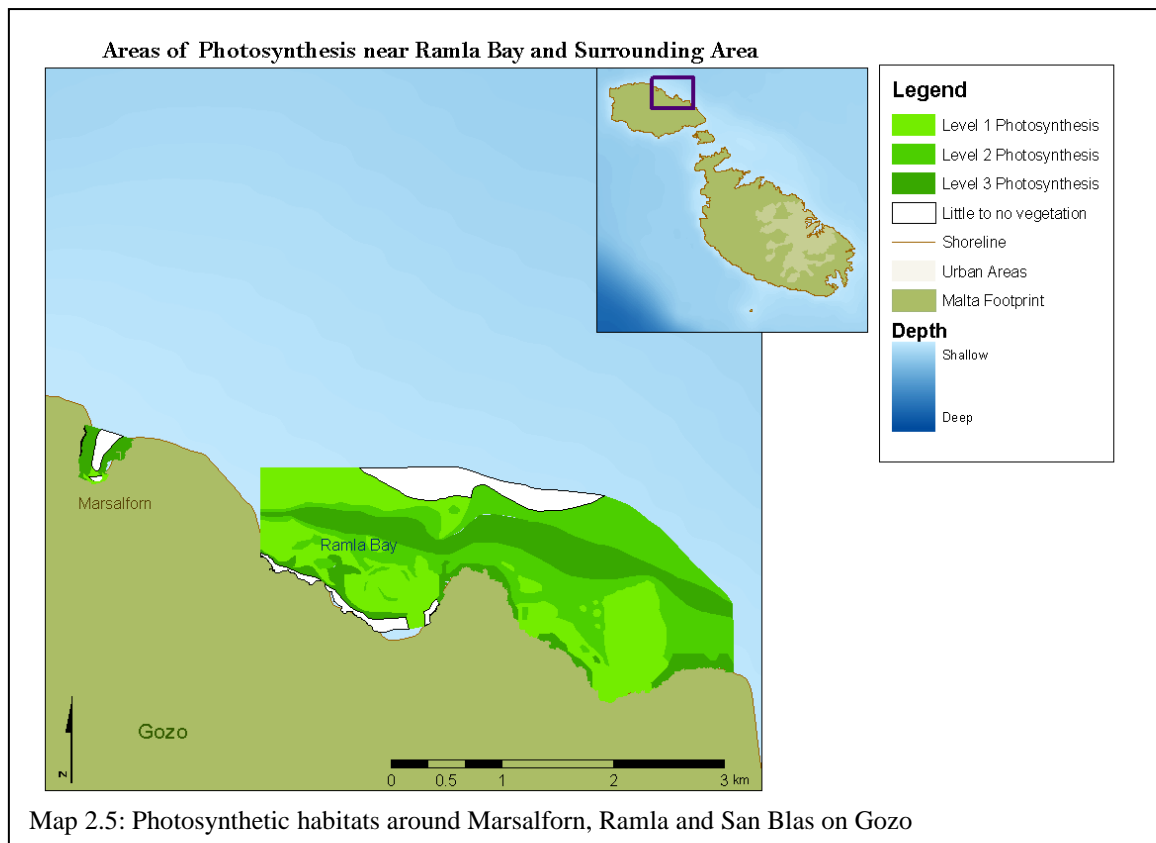 Areas of Photosynthesis near Ramla Bay and Surrounding Area
Legend
Level 1 Photosynthesis
Level 2 Photosynthesis
Level 3 Photosynthesis
Little to no vegetation
Shoreline
Urban Areas
Malta Footprint
Depth
Shallow
Deep
Marsalforn
Ramla Bay
Gozo
N
0 0.5 1 2 3 km
Map 2.5: Photosynthetic habitats around Marsalforn, Ramla and San Blas on Gozo